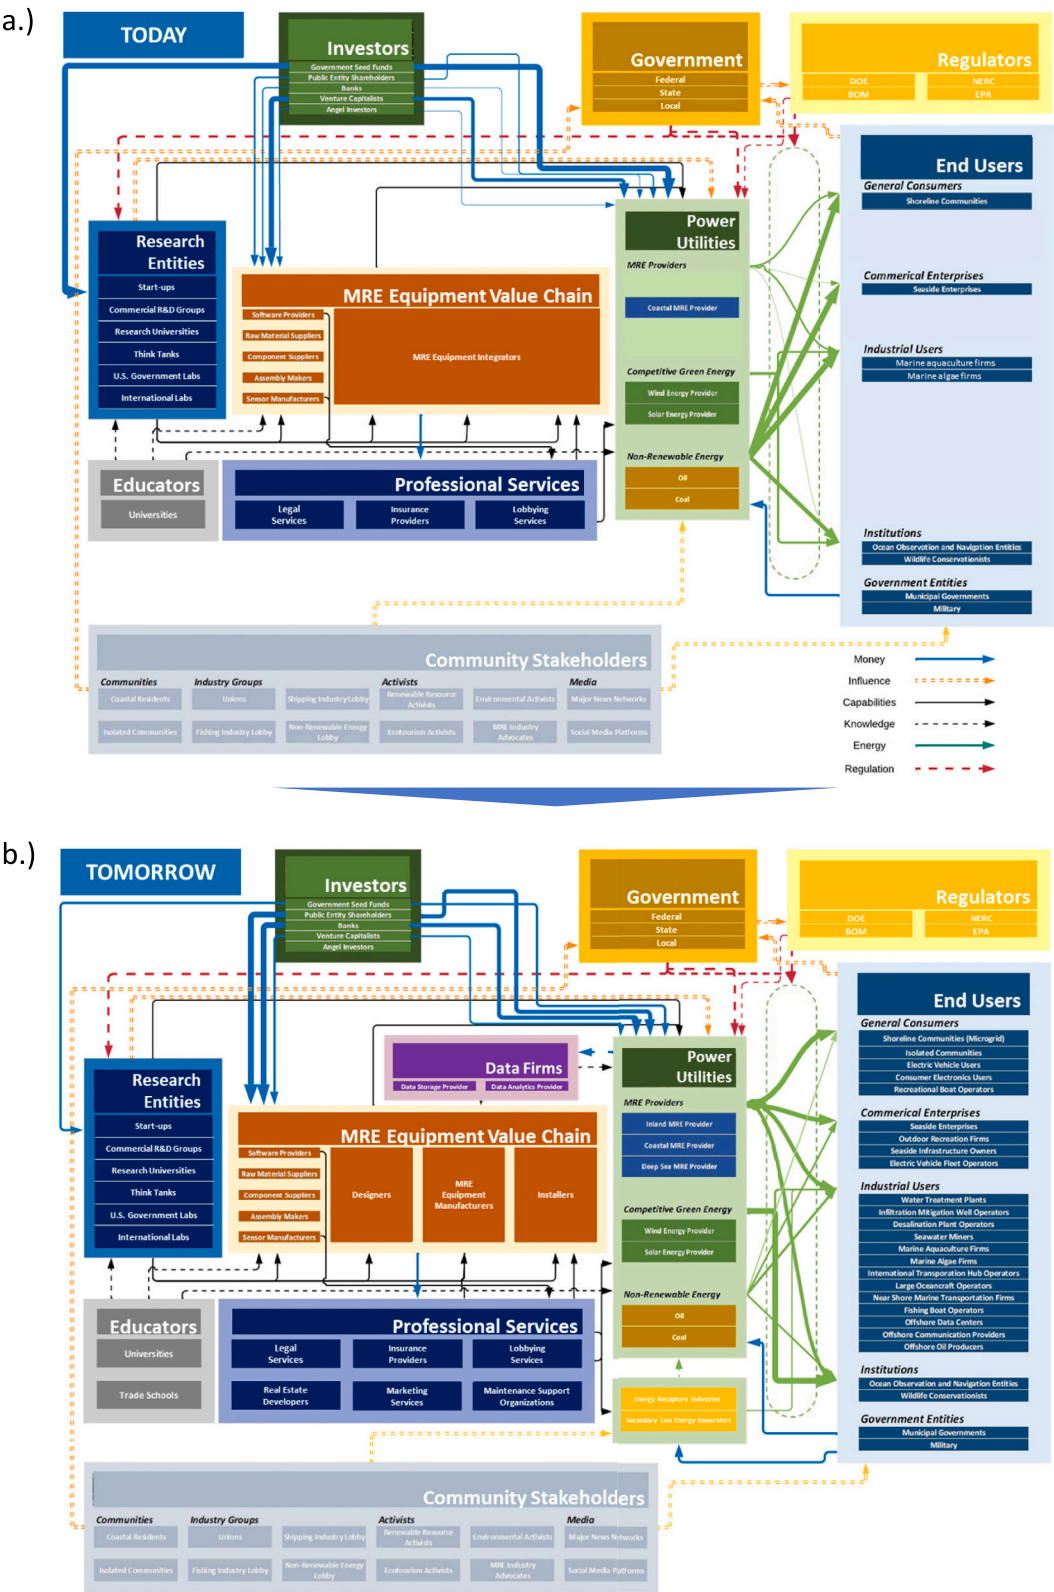 a.)
TODAY
Investors
Government Seed Funds
Public Entity Shareholders
Banks
Venture Capitalists
Angel Investors
Government
Federal
State
Local
Regulators
DOE
NERC
BOM
EPA
End Users
General Consumers
Shoreline Communities
Commerical Enterprises
Seaside Enterprises
Industrial Users
Marine aquaculture firms
Marine algae firms
Institutions
Ocean Observation and Navigation Entities
Wildlife Conservationists
Government Entities
Municipal Governments
Military
Research
Entities
Start-ups
Commercial R&D Groups
Research Universities
Think Tanks
U.S. Government Labs
International Labs
MRE Equipment Value Chain
Software Providers
Raw Material Suppliers
Component Suppliers
Assembly Makers
Sensor Manufacturers
MRE Equipment Integrators
Power
Utilities
MRE Providers
Coastal MRE Provider
Competitive Green Energy
Wind Energy Provider
Solar Energy Provider
Non-Renewable Energy
Oil
Coal
Educators
Universities
Professional Services
Legal
Services
Insurance
Providers
Lobbying
Services
Community Stakeholders
Communities
Industry Groups
Activists
Media
Coastal Residents
Unions
Shipping Industry Lobby
Renewable Resource
Activists
Environmental Activists
Major News Networks
Isolated Communities
Fishing Industry Lobby
Non-Renewable Energy
Lobby
Ecotourism Activists
MRE Industry
Advocates
Social Media Platforms
Money
Influence
Capabilities
Knowledge
Energy
Regulation
b.)
TOMORROW
Investors
Government Seed Funds
Public Entity Shareholders
Banks
Venture Capitalists
Angel Investors
Government
Federal
State
Local
Regulators
DOE
NERC
BOM
EPA
End Users
General Consumers
Shoreline Communities (Microgrid)
Isolated Communities
Electric Vehicle Users
Consumer Electronics Users
Recreational Boat Operators
Commerical Enterprises
Seaside Enterprises
Outdoor Recreation Firms
Seaside Infrastructure Owners
Electric Vehicle Fleet Operators
Industrial Users
Water Treatment Plants
Infiltration Mitigation Well Operators
Desalination Plant Operators
Seawater Miners
Marine Aquaculture Firms
Marine Algae Firms
International Transporation Hub Operators
Large Oceancraft Operators
Near Shore Marine Transportation Firms
Fishing Boat Operators
Offshore Data Centers
Offshore Communication Providers
Offshore Oil Producers
Institutions
Ocean Observation and Navigation Entities
Wildlife Conservationists
Government Entities
Municipal Governments
Military
Data Firms
Data Storage Provider
Data Analytics Provider
Research
Entities
Start-ups
Commercial R&D Groups
Research Universities
Think Tanks
U.S. Government Labs
International Labs
MRE Equipment Value Chain
Software Providers
Raw Material Suppliers
Component Suppliers
Assembly Makers
Sensor Manufacturers
Designers
MRE
Equipment
Manufacturers
Installers
Power
Utilities
MRE Providers
Inland MRE Provider
Coastal MRE Provider
Deep Sea MRE Provider
Competitive Green Energy
Wind Energy Provider
Solar Energy Provider
Non-Renewable Energy
Oil
Coal
Energy Recapture Industries
Secondary Use Energy Generators
Educators
Universities
Trade Schools
Professional Services
Legal
Services
Insurance
Providers
Lobbying
Services
Real Estate
Developers
Marketing
Services
Maintenance Support
Organizations
Community Stakeholders
Communities
Industry Groups
Activists
Media
Coastal Residents
Unions
Shipping Industry Lobby
Renewable Resource
Activists
Environmental Activists
Major News Networks
Isolated Communities
Fishing Industry Lobby
Non-Renewable Energy
Lobby
Ecotourism Activists
MRE Industry
Advocates
Social Media Platforms